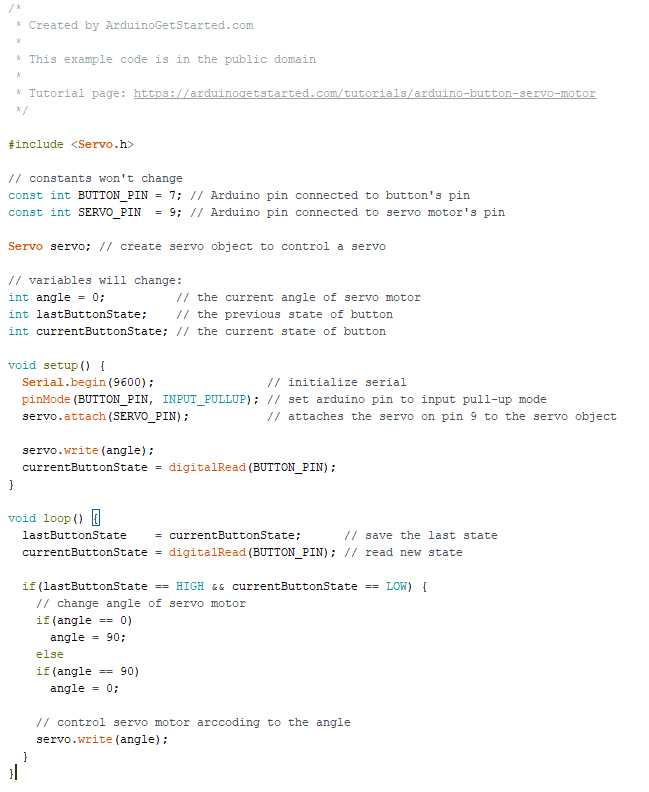 /*
 * Created by ArduinoGetStarted.com
 *
 * This example code is in the public domain
 *
 * Tutorial page: https://arduinogetstarted.com/tutorials/arduino-button-servo-motor
 */

#include <Servo.h>

// constants won't change
const int BUTTON_PIN = 7; // Arduino pin connected to button's pin
const int SERVO_PIN  = 9; // Arduino pin connected to servo motor's pin

Servo servo; // create servo object to control a servo

// variables will change:
int angle = 0;          // the current angle of servo motor
int lastButtonState;    // the previous state of button
int currentButtonState; // the current state of button

void setup() {
  Serial.begin(9600);                // initialize serial
  pinMode(BUTTON_PIN, INPUT_PULLUP); // set arduino pin to input pull-up mode
  servo.attach(SERVO_PIN);           // attaches the servo on pin 9 to the servo object

  servo.write(angle);
  currentButtonState = digitalRead(BUTTON_PIN);
}

void loop() {
  lastButtonState    = currentButtonState;      // save the last state
  currentButtonState = digitalRead(BUTTON_PIN); // read new state

  if(lastButtonState == HIGH && currentButtonState == LOW) {
    // change angle of servo motor
    if(angle == 0)
      angle = 90;
    else
    if(angle == 90)
      angle = 0;

    // control servo motor arccoding to the angle
    servo.write(angle);
  }
}